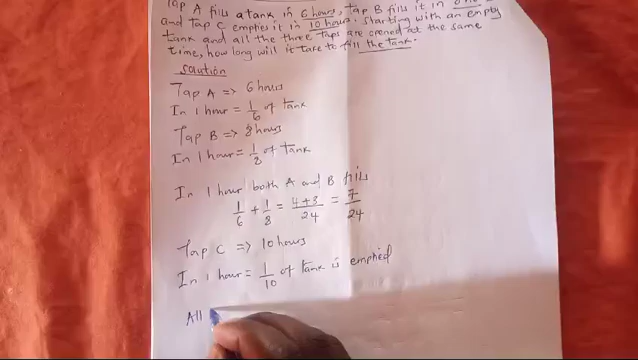 Tap A fills a tank in 6 hours, Tap B fills it in 8
and Tap C empties it in 10 hours. Starting with an empty
tank and all the three taps are opened at the same
time, how long will it take to fill the tank.
Solution
Tap A => 6 hours
In 1 hour = 1/6 of tank
Tap B => 8 hours
In 1 hour = 1/8 of tank
In 1 hour both A and B fills
1/6 + 1/8 = 4+3/24 = 7/24
Tap C => 10 hours
In 1 hour = 1/10 of tank is emptied
All